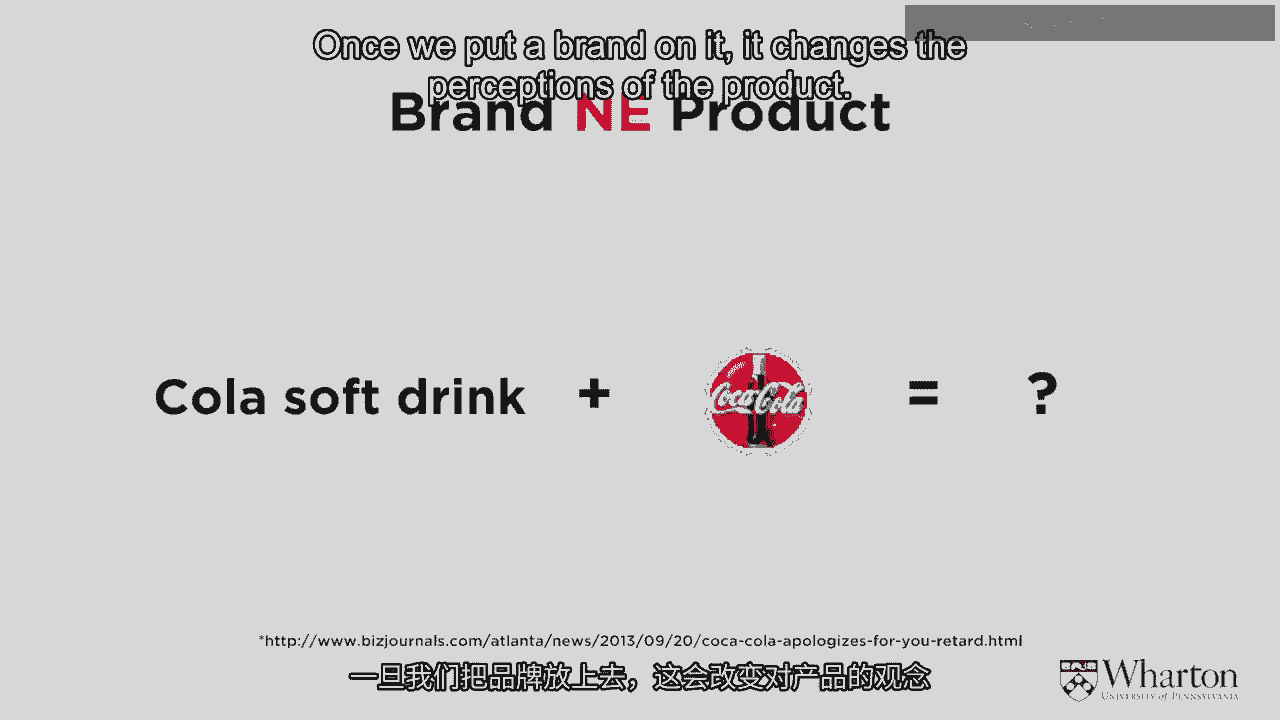 Once we put a brand on it, it changes the
perceptions of the product.
Brand NE Product
Cola soft drink + Coca-Cola = ?
*http://www.bizjournals.com/atlanta/news/2013/09/20/coca-cola-apologizes-for-you-retard.html
一旦我们把品牌放上去，这会改变对产品的观念
Wharton
UNIVERSITY of PENNSYLVANIA